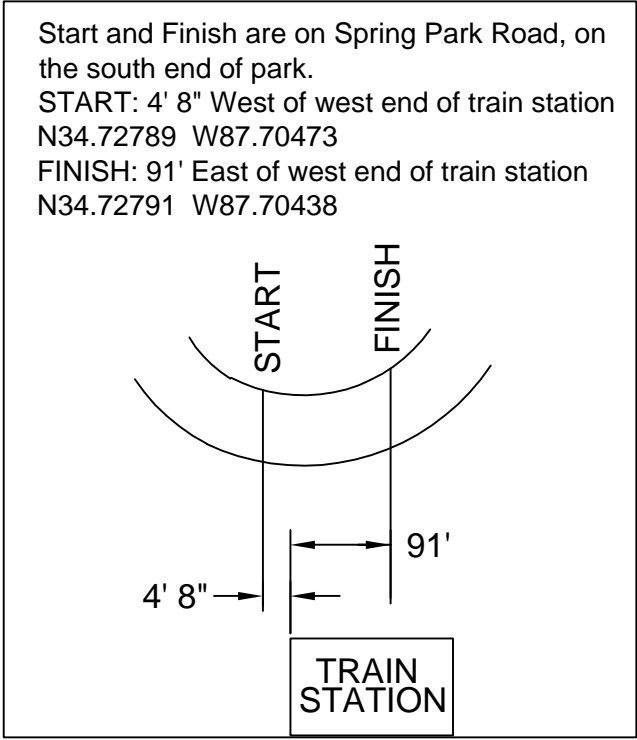 Start and Finish are on Spring Park Road, on
the south end of park.
START: 4' 8" West of west end of train station
N34.72789 W87.70473
FINISH: 91' East of west end of train station
N34.72791 W87.70438
START
FINISH
91'
4' 8"
TRAIN
STATION